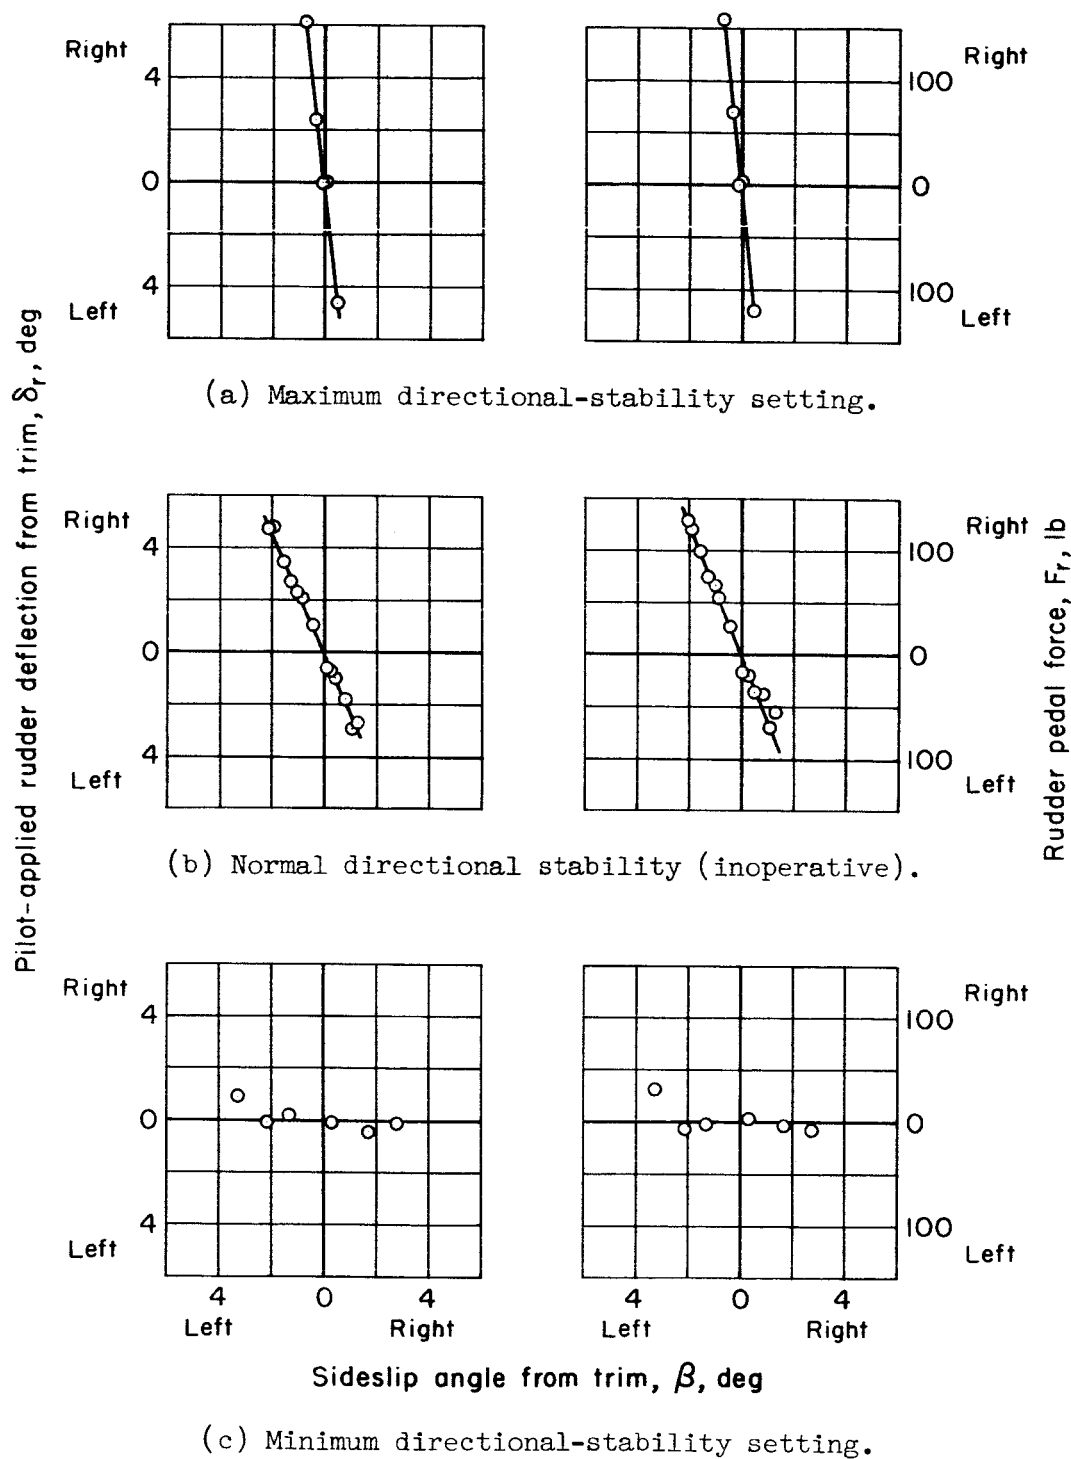 Right
4
0
4
Left
Right
100
0
100
Left
(a) Maximum directional-stability setting.
Pilot-applied rudder deflection from trim, δr, deg
Right
4
0
4
Left
Right
100
0
100
Left
Rudder pedal force, Fr, lb
(b) Normal directional stability (inoperative).
Right
4
0
4
Left
Right
100
0
100
Left
4 0 4
Left Right
4 0 4
Left Right
Sideslip angle from trim, β, deg
(c) Minimum directional-stability setting.